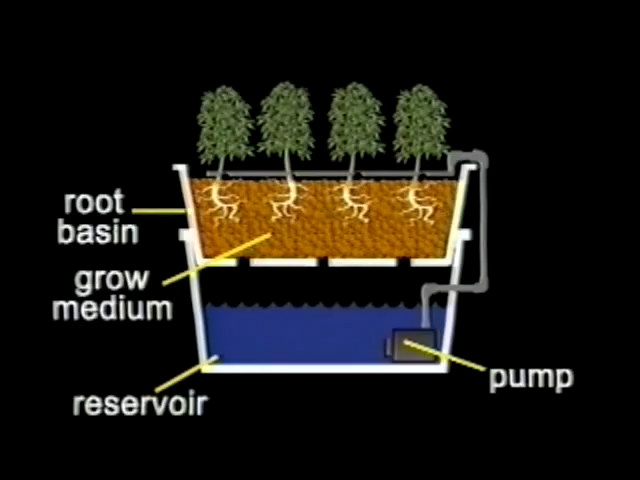 root
basin
grow
medium
reservoir
pump